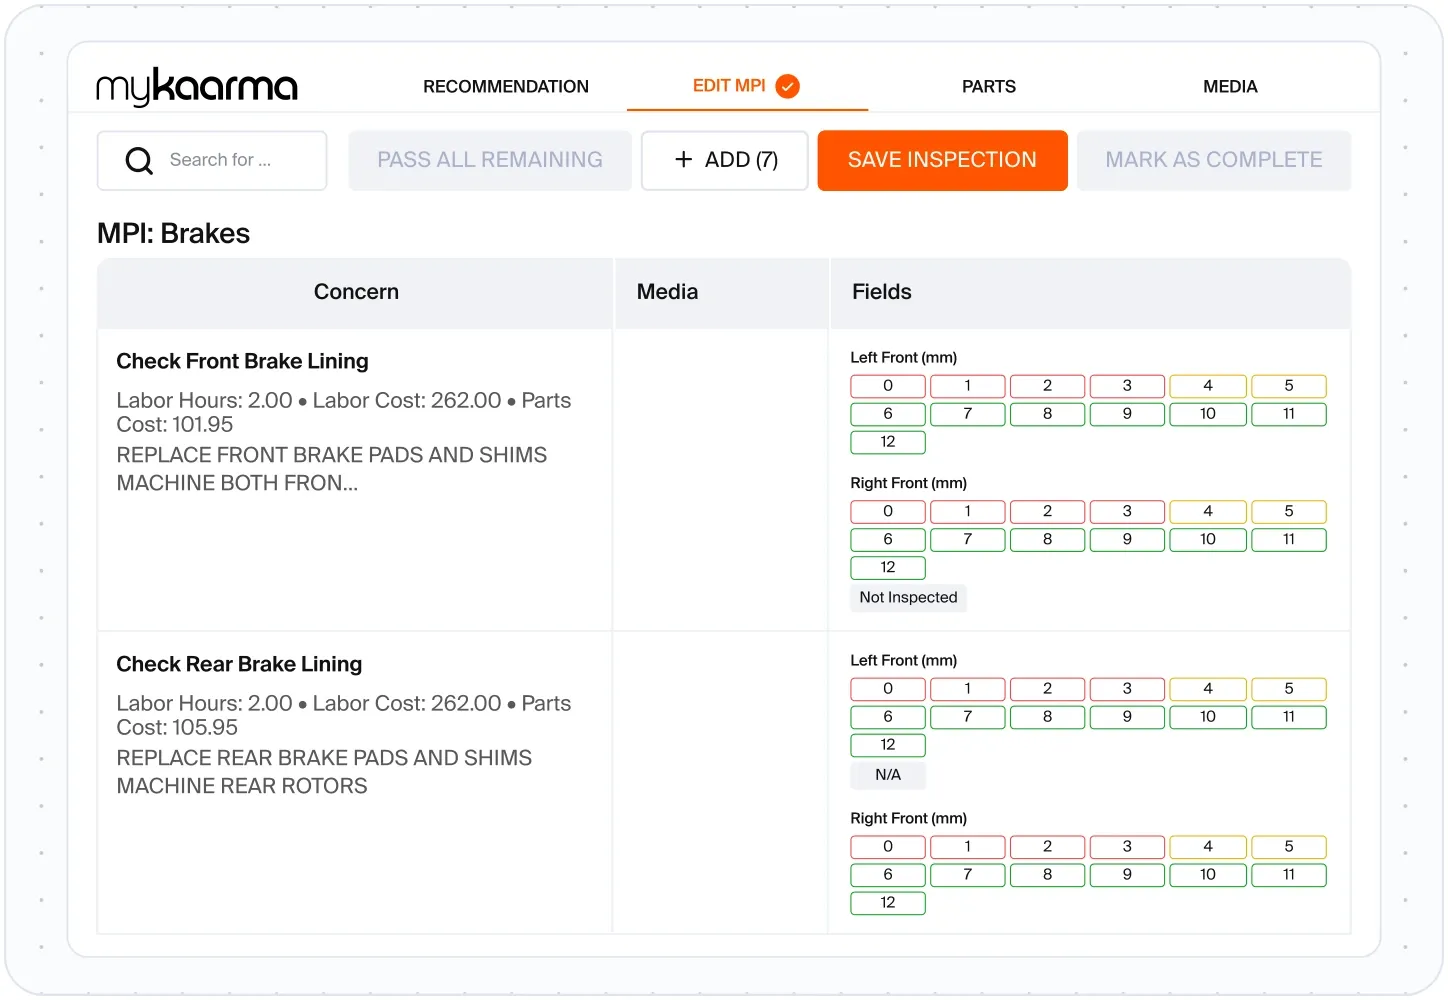 mykaarma RECOMMENDATION EDIT MPI PARTS MEDIA
Search for ... PASS ALL REMAINING + ADD (7) SAVE INSPECTION MARK AS COMPLETE
MPI: Brakes
Concern Media Fields
Check Front Brake Lining
Labor Hours: 2.00 • Labor Cost: 262.00 • Parts
Cost: 101.95
REPLACE FRONT BRAKE PADS AND SHIMS
MACHINE BOTH FRON...
Left Front (mm)
0 1 2 3 4 5
6 7 8 9 10 11
12
Right Front (mm)
0 1 2 3 4 5
6 7 8 9 10 11
12
Not Inspected
Check Rear Brake Lining
Labor Hours: 2.00 • Labor Cost: 262.00 • Parts
Cost: 105.95
REPLACE REAR BRAKE PADS AND SHIMS
MACHINE REAR ROTORS
Left Front (mm)
0 1 2 3 4 5
6 7 8 9 10 11
12
N/A
Right Front (mm)
0 1 2 3 4 5
6 7 8 9 10 11
12